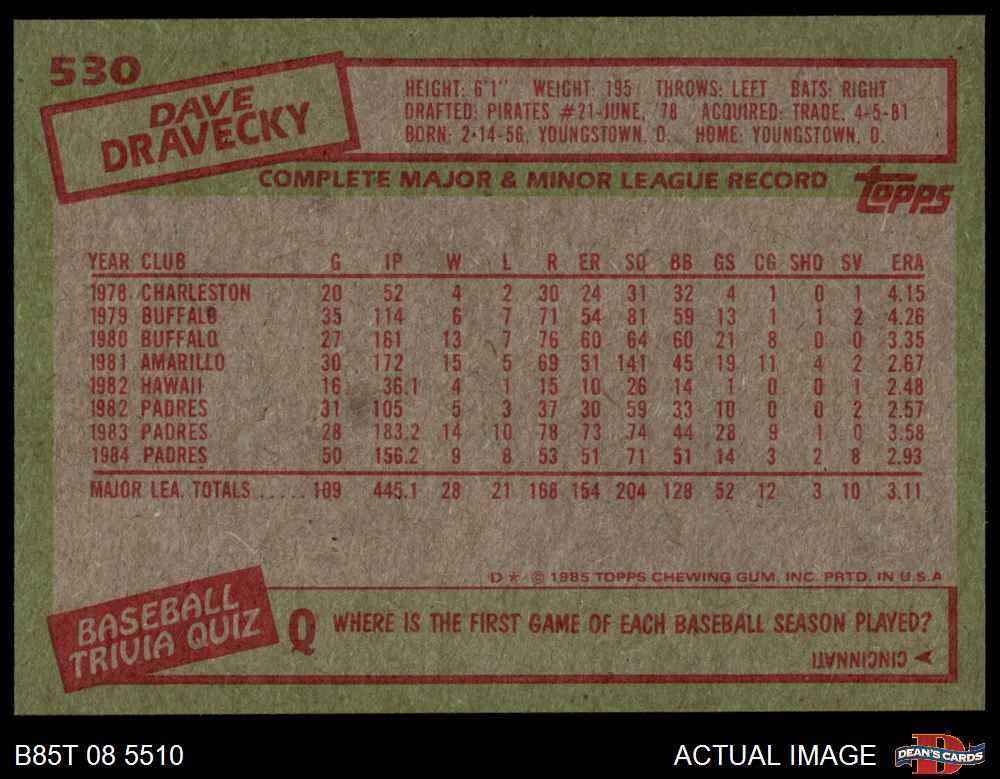 530
DAVE
DRAVECKY
HEIGHT: 6'1" WEIGHT: 195 THROWS: LEFT BATS: RIGHT
DRAFTED: PIRATES #21-JUNE, '78 ACQUIRED: TRADE, 4-5-81
BORN: 2-14-56, YOUNGSTOWN, O. HOME: YOUNGSTOWN, O.
COMPLETE MAJOR & MINOR LEAGUE RECORD
TOPPS
YEAR CLUB G IP W L R ER SO BB GS CG SHO SV ERA
1978 CHARLESTON 20 52 4 2 30 24 31 32 4 1 0 1 4.15
1979 BUFFALO 35 114 6 7 71 54 81 59 13 1 1 2 4.26
1980 BUFFALO 27 161 13 7 76 60 64 60 21 8 0 0 3.35
1981 AMARILLO 30 172 15 5 69 51 141 45 19 11 4 2 2.67
1982 HAWAII 16 36.1 4 1 15 10 26 14 1 0 0 1 2.48
1982 PADRES 31 105 5 3 37 30 59 33 10 0 0 2 2.57
1983 PADRES 28 183.2 14 10 78 73 74 44 28 9 1 0 3.58
1984 PADRES 50 156.2 9 8 53 51 71 51 14 3 2 8 2.93
MAJOR LEA. TOTALS ..... 109 445.1 28 21 168 154 204 128 52 12 3 10 3.11
D* © 1985 TOPPS CHEWING GUM, INC. PRTD. IN U.S.A
BASEBALL
TRIVIA QUIZ
Q WHERE IS THE FIRST GAME OF EACH BASEBALL SEASON PLAYED?
CINCINNATI
B85T 08 5510
ACTUAL IMAGE
D
DEAN'S CARDS